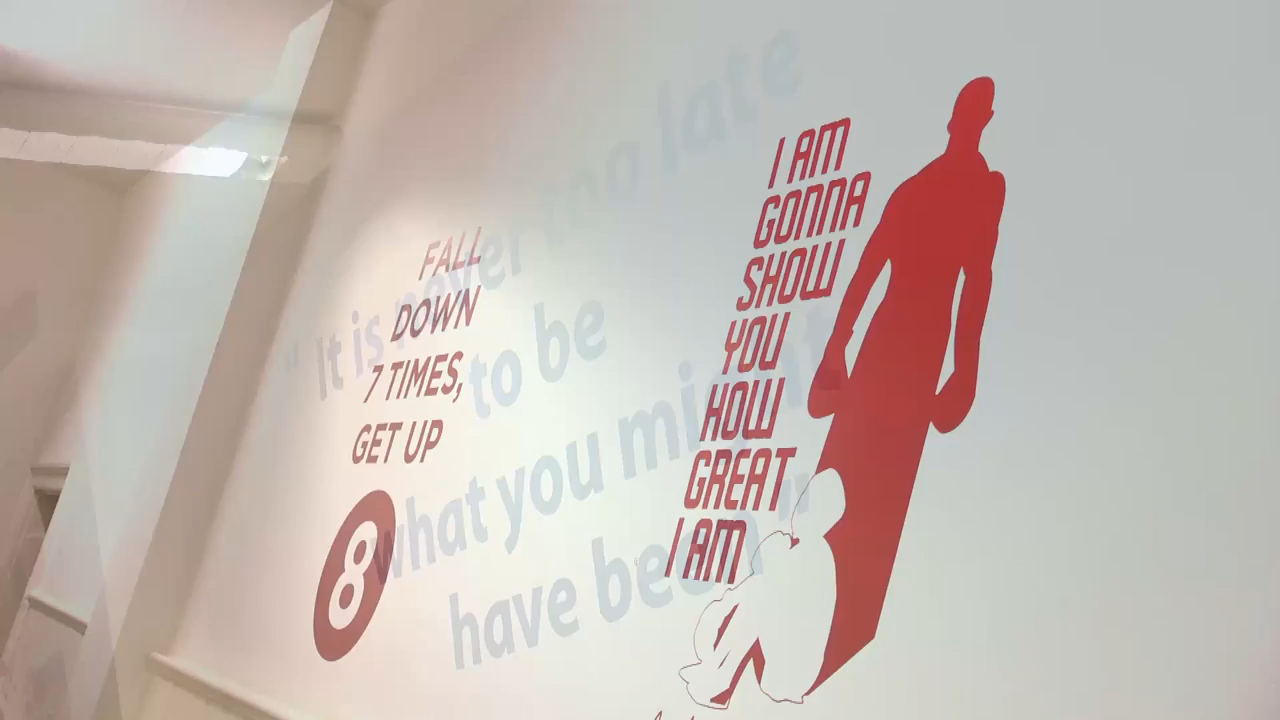 FALL
DOWN
7 TIMES,
GET UP
8
I AM
GONNA
SHOW
YOU
HOW
GREAT
I AM
" It is never late
to be
what you might
have been "